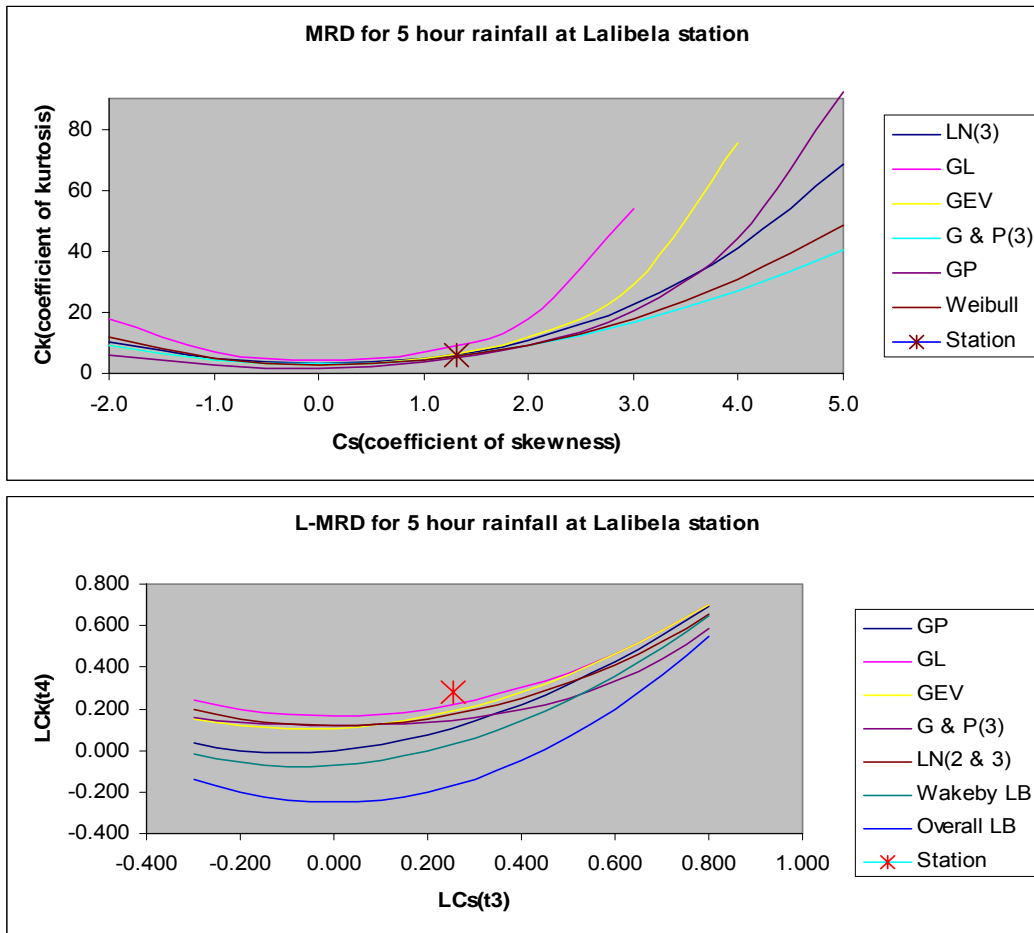 MRD for 5 hour rainfall at Lalibela station
Ck(coefficient of kurtosis)
80
60
40
20
0
-2.0 -1.0 0.0 1.0 2.0 3.0 4.0 5.0
Cs(coefficient of skewness)
LN(3)
GL
GEV
G & P(3)
GP
Weibull
Station
L-MRD for 5 hour rainfall at Lalibela station
LCk(t4)
0.800
0.600
0.400
0.200
0.000
-0.200
-0.400
-0.400 -0.200 0.000 0.200 0.400 0.600 0.800 1.000
LCs(t3)
GP
GL
GEV
G & P(3)
LN(2 & 3)
Wakeby LB
Overall LB
Station